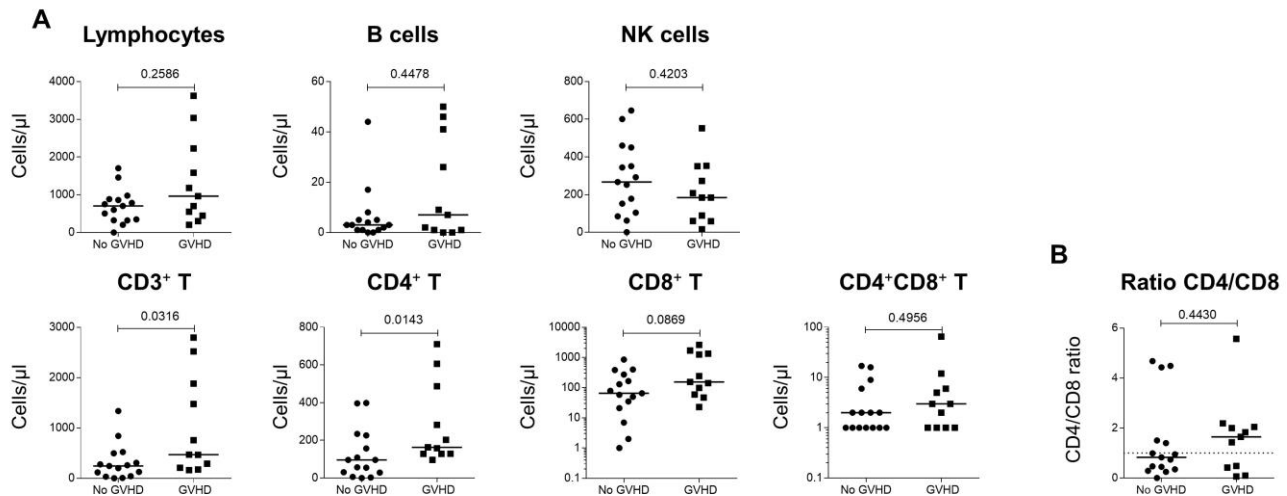 A
Lymphocytes
0.2586
Cells/µl
4000
3000
2000
1000
0
No GVHD GVHD
B cells
0.4478
Cells/µl
60
40
20
0
No GVHD GVHD
NK cells
0.4203
Cells/µl
800
600
400
200
0
No GVHD GVHD
CD3⁺ T
0.0316
Cells/µl
3000
2000
1000
0
No GVHD GVHD
CD4⁺ T
0.0143
Cells/µl
800
600
400
200
0
No GVHD GVHD
CD8⁺ T
0.0869
Cells/µl
10000
1000
100
10
1
0.1
No GVHD GVHD
CD4⁺CD8⁺ T
0.4956
Cells/µl
100
10
1
0.1
No GVHD GVHD
B
Ratio CD4/CD8
0.4430
CD4/CD8 ratio
6
4
2
0
No GVHD GVHD